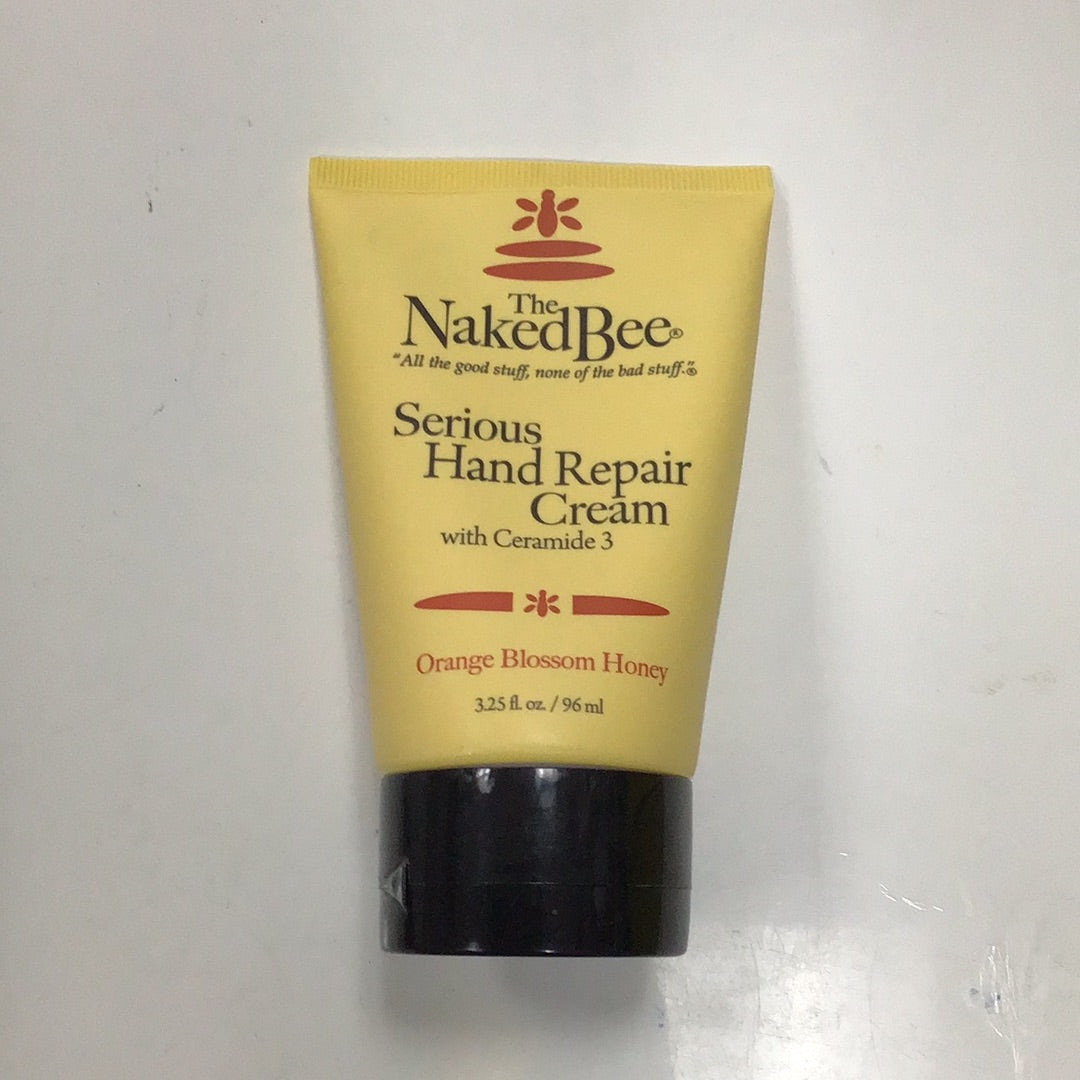 The
NakedBee®
"All the good stuff, none of the bad stuff."®
Serious
Hand Repair
Cream
with Ceramide 3
Orange Blossom Honey
3.25 fl. oz. / 96 ml